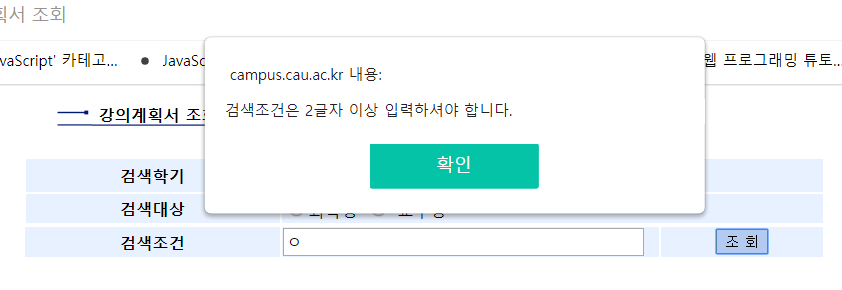 획서 조회
vaScript' 카테고...
JavaSc
웹 프로그래밍 튜토...
campus.cau.ac.kr 내용:
검색조건은 2글자 이상 입력하셔야 합니다.
확인
강의계획서 조회
검색학기
검색대상
검색조건
ㅇ
조 회